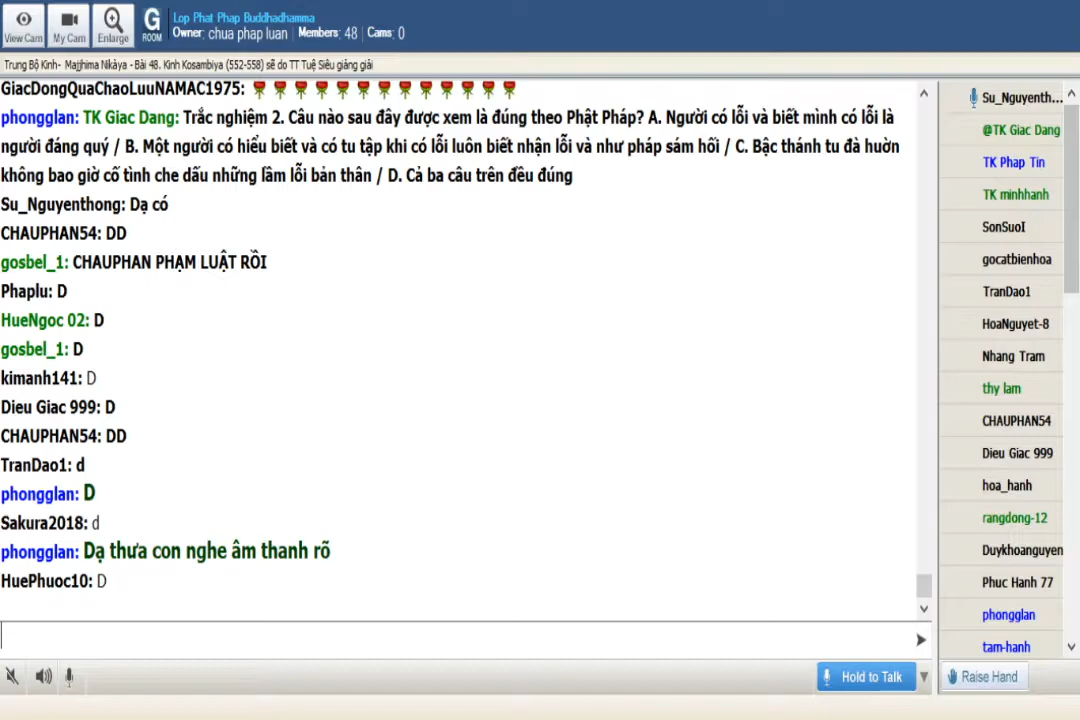 View Cam
My Cam
Enlarge
G
ROOM
Lop Phat Phap Buddhadhamma
Owner: chua phap luan | Members: 48 | Cams: 0
Trung Bộ Kinh- Majjhima Nikàya - Bài 48. Kinh Kosambiya (552-558) sẽ do TT Tuệ Siêu giảng giải
GiacDongQuaChaoLuuNAMAC1975:
phongglan: TK Giac Dang: Trắc nghiệm 2. Câu nào sau đây được xem là đúng theo Phật Pháp? A. Người có lỗi và biết mình có lỗi là
người đáng quý / B. Một người có hiểu biết và có tu tập khi có lỗi luôn biết nhận lỗi và như pháp sám hối / C. Bậc thánh tu đà huờn
không bao giờ cố tình che dấu những lầm lỗi bản thân / D. Cả ba câu trên đều đúng
Su_Nguyenthong: Dạ có
CHAUPHAN54: DD
gosbel_1: CHAUPHAN PHẠM LUẬT RỒI
Phaplu: D
HueNgoc 02: D
gosbel_1: D
kimanh141: D
Dieu Giac 999: D
CHAUPHAN54: DD
TranDao1: d
phongglan: D
Sakura2018: d
phongglan: Dạ thưa con nghe âm thanh rõ
HuePhuoc10: D
Su_Nguyenth...
@TK Giac Dang
TK Phap Tin
TK minhhanh
SonSuoI
gocatbienhoa
TranDao1
HoaNguyet-8
Nhang Tram
thy lam
CHAUPHAN54
Dieu Giac 999
hoa_hanh
rangdong-12
Duykhoanguyen
Phuc Hanh 77
phongglan
tam-hanh
Hold to Talk
Raise Hand